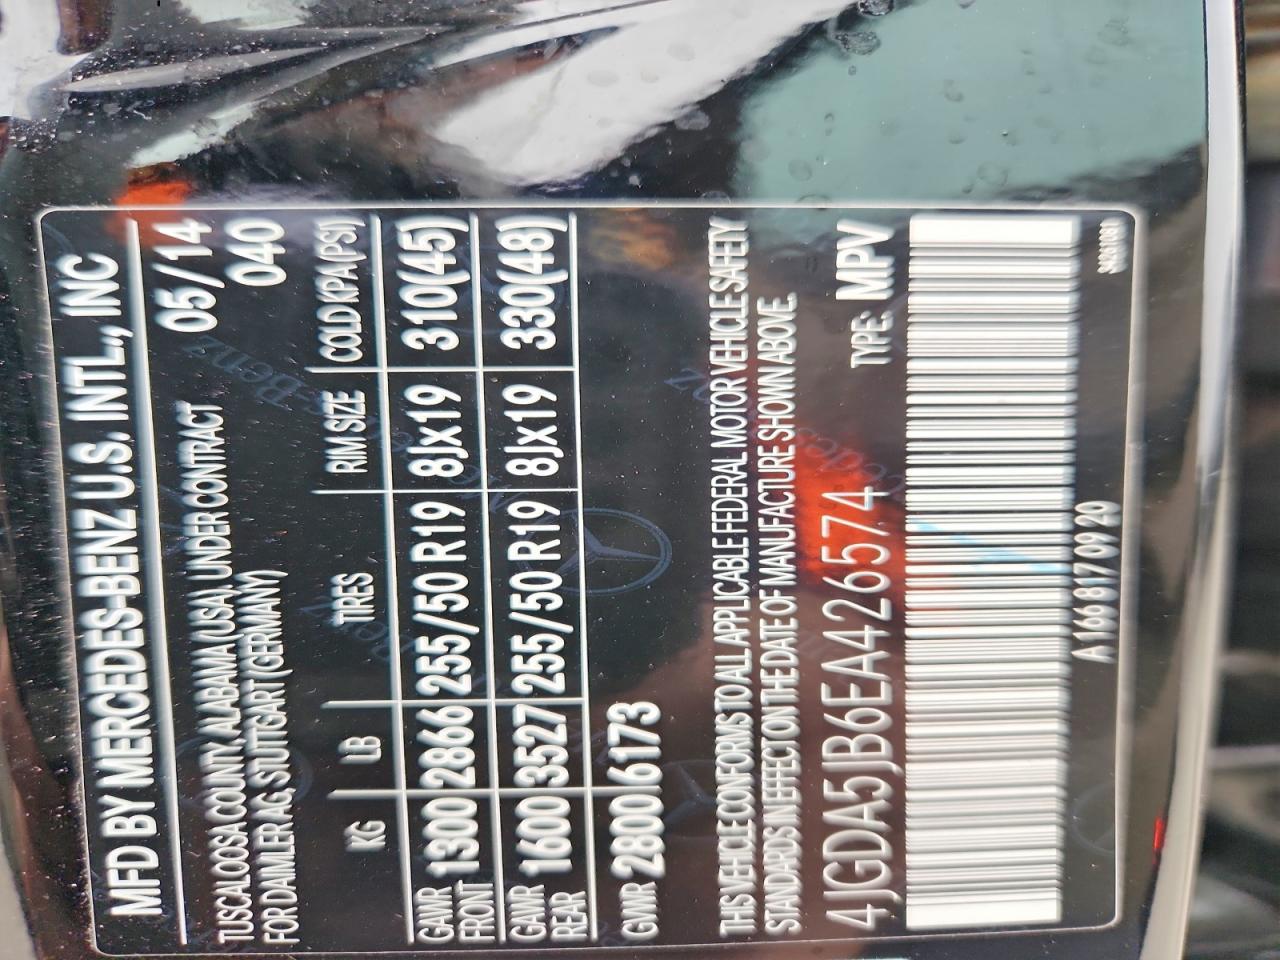 MFD BY MERCEDES-BENZ U.S. INTL., INC
05/14
TUSCALOOSA COUNTY, ALABAMA (USA), UNDER CONTRACT
FOR DAIMLER AG, STUTTGART (GERMANY)
040
KG LB TIRES RIM SIZE COLD KPA (PSI)
GAWR FRONT 1300 2866 255/50 R19 8Jx19 310(45)
GAWR REAR 1600 3527 255/50 R19 8Jx19 330(48)
GVWR 2800 6173
THIS VEHICLE CONFORMS TO ALL APPLICABLE FEDERAL MOTOR VEHICLE SAFETY
STANDARDS IN EFFECT ON THE DATE OF MANUFACTURE SHOWN ABOVE.
4JGDA5JB6EA426574 TYPE: MPV
A 166 817 09 20